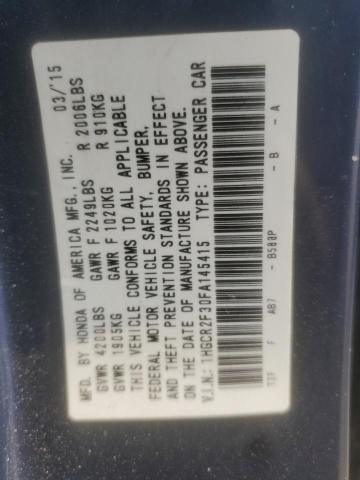 MFD. BY HONDA OF AMERICA MFG., INC. 03/'15
GVWR 4200LBS GAWR F 2249LBS R 2006LBS
GVWR 1905KG GAWR F 1020KG R 910KG
THIS VEHICLE CONFORMS TO ALL APPLICABLE
FEDERAL MOTOR VEHICLE SAFETY, BUMPER,
AND THEFT PREVENTION STANDARDS IN EFFECT
ON THE DATE OF MANUFACTURE SHOWN ABOVE.
V.I.N.: 1HGCR2F30FA145415 TYPE: PASSENGER CAR
F AB7 - B588P - B - A